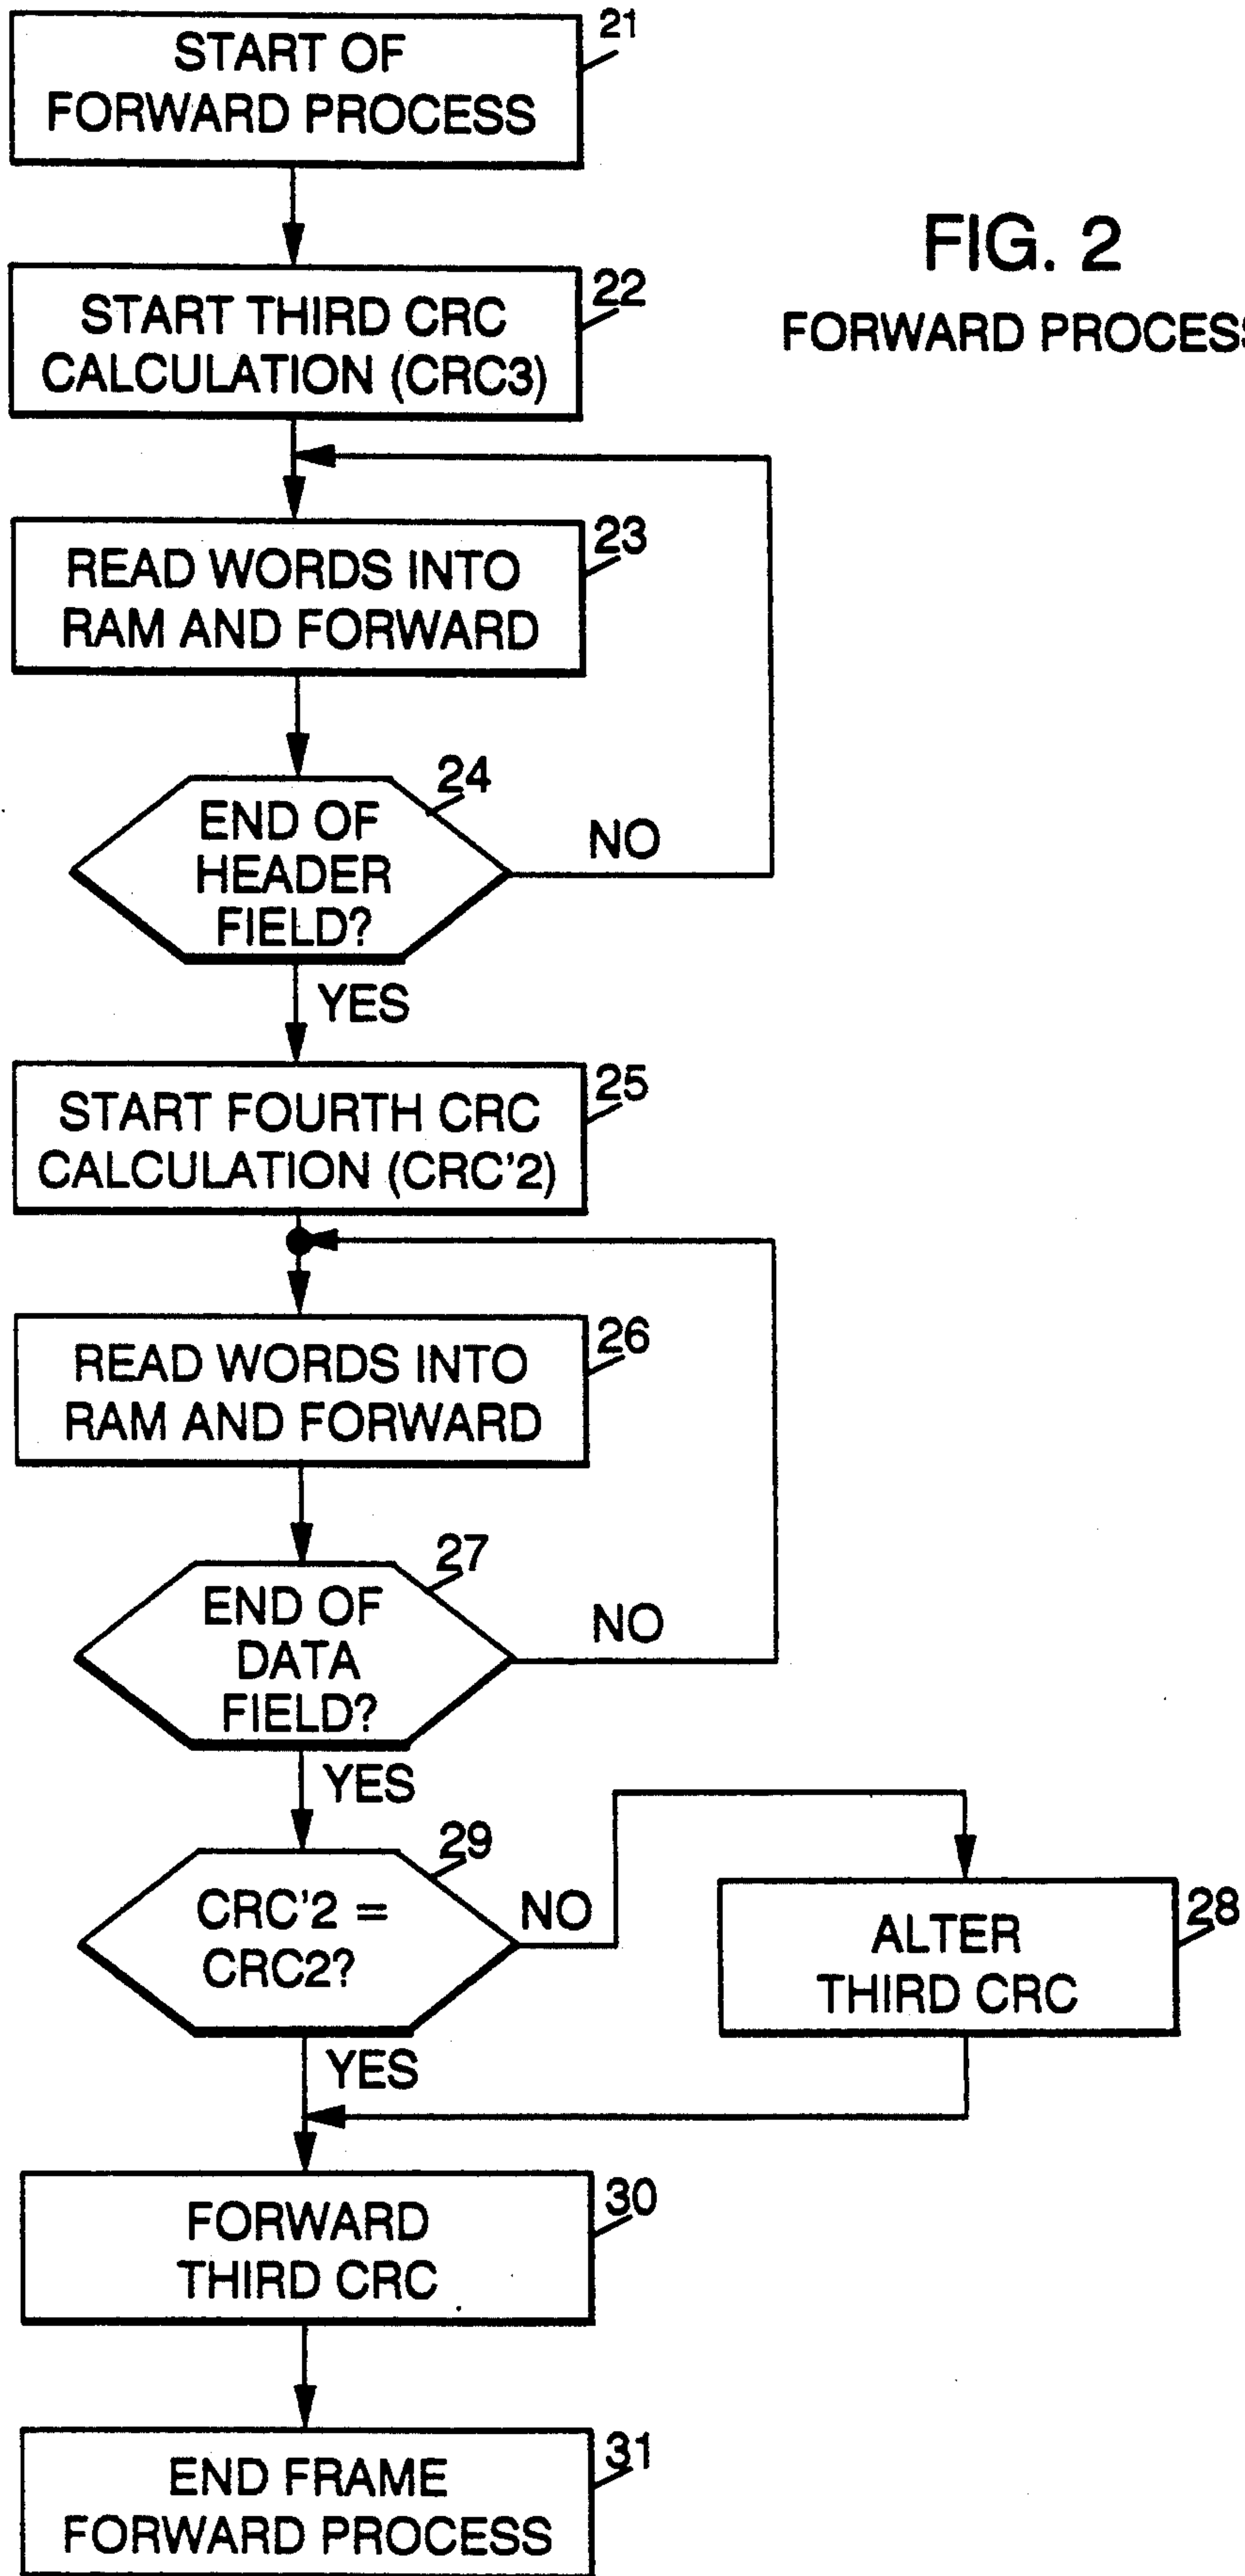 21
START OF
FORWARD PROCESS
FIG. 2
FORWARD PROCESS
22
START THIRD CRC
CALCULATION (CRC3)
23
READ WORDS INTO
RAM AND FORWARD
24
END OF
HEADER
FIELD?
NO
YES
25
START FOURTH CRC
CALCULATION (CRC'2)
26
READ WORDS INTO
RAM AND FORWARD
27
END OF
DATA
FIELD?
NO
YES
29
CRC'2 =
CRC2?
NO
28
ALTER
THIRD CRC
YES
30
FORWARD
THIRD CRC
31
END FRAME
FORWARD PROCESS